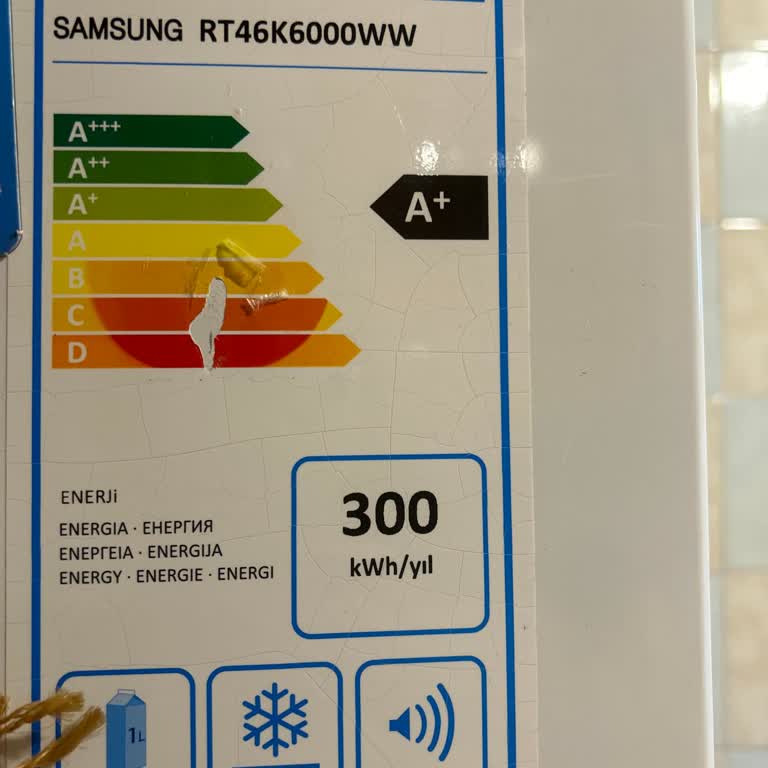 SAMSUNG RT46K6000WW
A+++
A++
A+
A+
A
B
C
D
ENERJi
ENERGIA · ЕНЕРГИЯ
ΕΝΕΡΓΕΙΑ · ENERGIJA
ENERGY · ENERGIE · ENERGI
300
kWh/yıl
1L